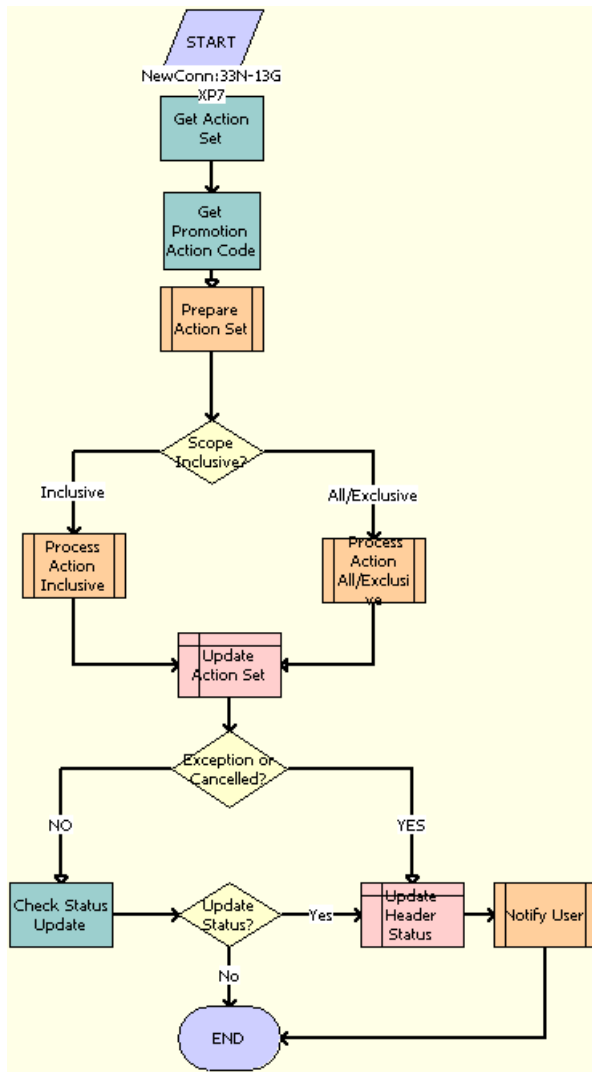 START
NewConn:33N-13G
XP7
Get Action
Set
Get
Promotion
Action Code
Prepare
Action Set
Scope
Inclusive?
Inclusive
All/Exclusive
Process
Action
Inclusive
Process
Action
All/Exclusi
ve
Update
Action Set
Exception or
Cancelled?
NO
YES
Check Status
Update
Update
Status?
Yes
Update
Header
Status
Notify User
No
END